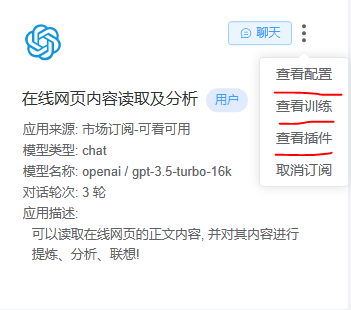 聊天
查看配置
查看训练
查看插件
取消订阅
在线网页内容读取及分析 用户
应用来源: 市场订阅-可看可用
模型类型: chat
模型名称: openai / gpt-3.5-turbo-16k
对话轮次: 3 轮
应用描述:
可以读取在线网页的正文内容, 并对其内容进行
提炼、分析、联想!